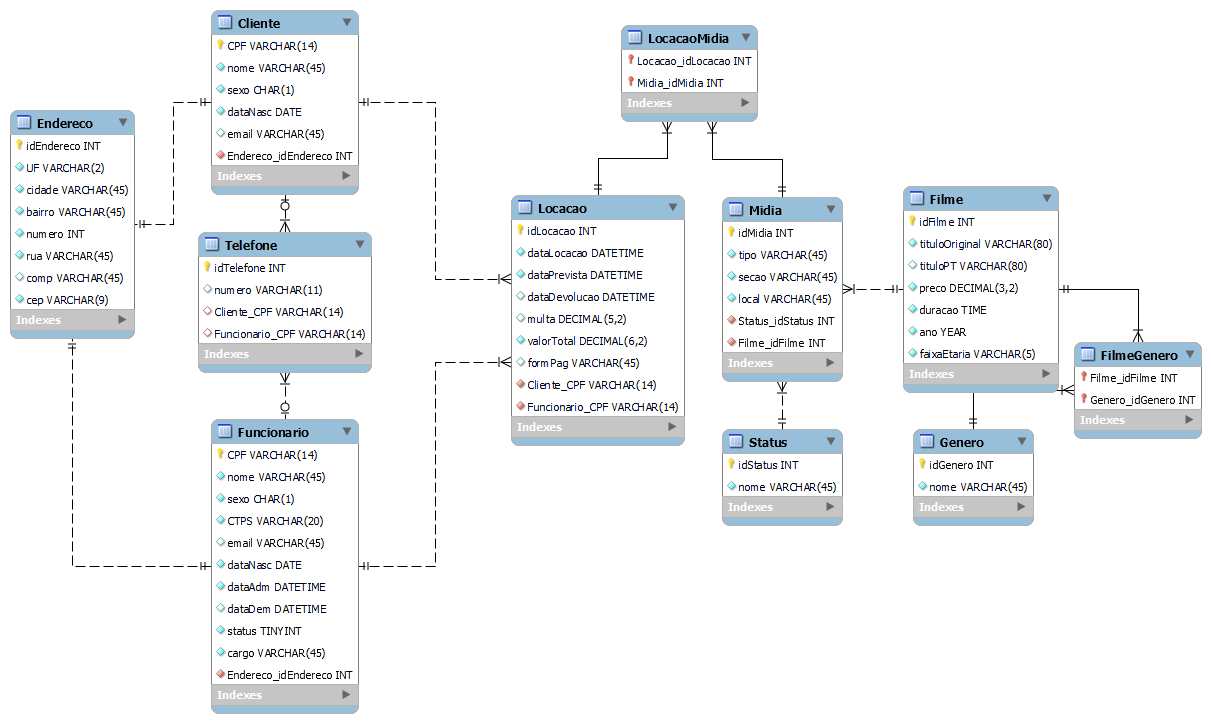 Cliente
CPF VARCHAR(14)
nome VARCHAR(45)
sexo CHAR(1)
dataNasc DATE
email VARCHAR(45)
Endereco_idEndereco INT
Indexes
Endereco
idEndereco INT
UF VARCHAR(2)
cidade VARCHAR(45)
bairro VARCHAR(45)
numero INT
rua VARCHAR(45)
comp VARCHAR(45)
cep VARCHAR(9)
Indexes
Telefone
idTelefone INT
numero VARCHAR(11)
Cliente_CPF VARCHAR(14)
Funcionario_CPF VARCHAR(14)
Indexes
Funcionario
CPF VARCHAR(14)
nome VARCHAR(45)
sexo CHAR(1)
CTPS VARCHAR(20)
email VARCHAR(45)
dataNasc DATE
dataAdm DATETIME
dataDem DATETIME
status TINYINT
cargo VARCHAR(45)
Endereco_idEndereco INT
Indexes
LocacaoMidia
Locacao_idLocacao INT
Midia_idMidia INT
Indexes
Locacao
idLocacao INT
dataLocacao DATETIME
dataPrevista DATETIME
dataDevolucao DATETIME
multa DECIMAL(5,2)
valorTotal DECIMAL(6,2)
formPag VARCHAR(45)
Cliente_CPF VARCHAR(14)
Funcionario_CPF VARCHAR(14)
Indexes
Midia
idMidia INT
tipo VARCHAR(45)
secao VARCHAR(45)
local VARCHAR(45)
Status_idStatus INT
Filme_idFilme INT
Indexes
Status
idStatus INT
nome VARCHAR(45)
Indexes
Filme
idFilme INT
tituloOriginal VARCHAR(80)
tituloPT VARCHAR(80)
preco DECIMAL(3,2)
duracao TIME
ano YEAR
faixaEtaria VARCHAR(5)
Indexes
FilmeGenero
Filme_idFilme INT
Genero_idGenero INT
Indexes
Genero
idGenero INT
nome VARCHAR(45)
Indexes